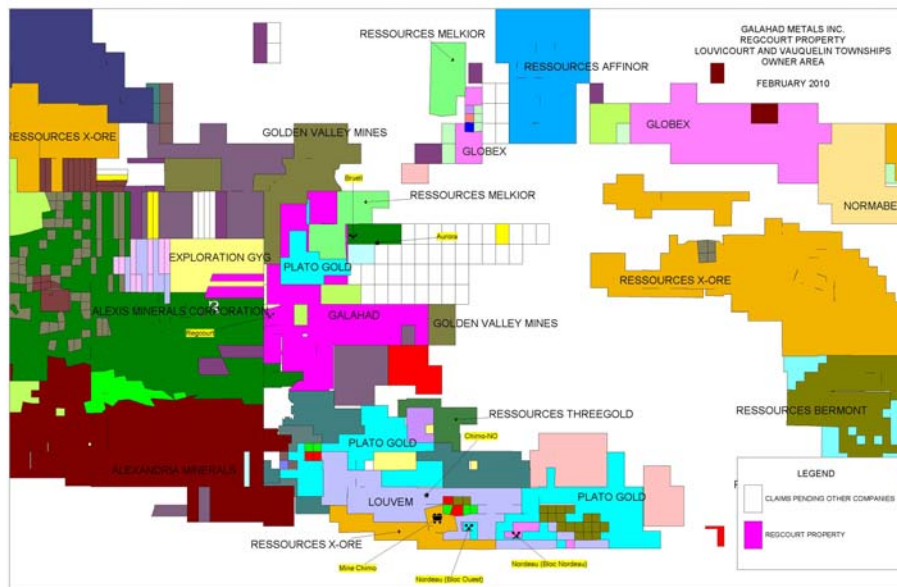 GALAHAD METALS INC.
REGCOURT PROPERTY
LOUVICOURT AND VAUQUELIN TOWNSHIPS
OWNER AREA
FEBRUARY 2010
RESSOURCES MELKIOR
RESSOURCES AFFINOR
RESSOURCES X-ORE
GOLDEN VALLEY MINES
GLOBEX
GLOBEX
Bruell
RESSOURCES MELKIOR
NORMABE
Aurora
EXPLORATION GYG
PLATO GOLD
RESSOURCES X-ORE
ALEXIS MINERALS CORPORATION
GALAHAD
GOLDEN VALLEY MINES
Regcourt
RESSOURCES THREEGOLD
RESSOURCES BERMONT
Chimo-NO
PLATO GOLD
ALEXANDRIA MINERALS
LOUVEM
PLATO GOLD
LEGEND
CLAIMS PENDING OTHER COMPANIES
REGCOURT PROPERTY
RESSOURCES X-ORE
Mine Chimo
Nordeau (Bloc Nordeau)
Nordeau (Bloc Ouest)